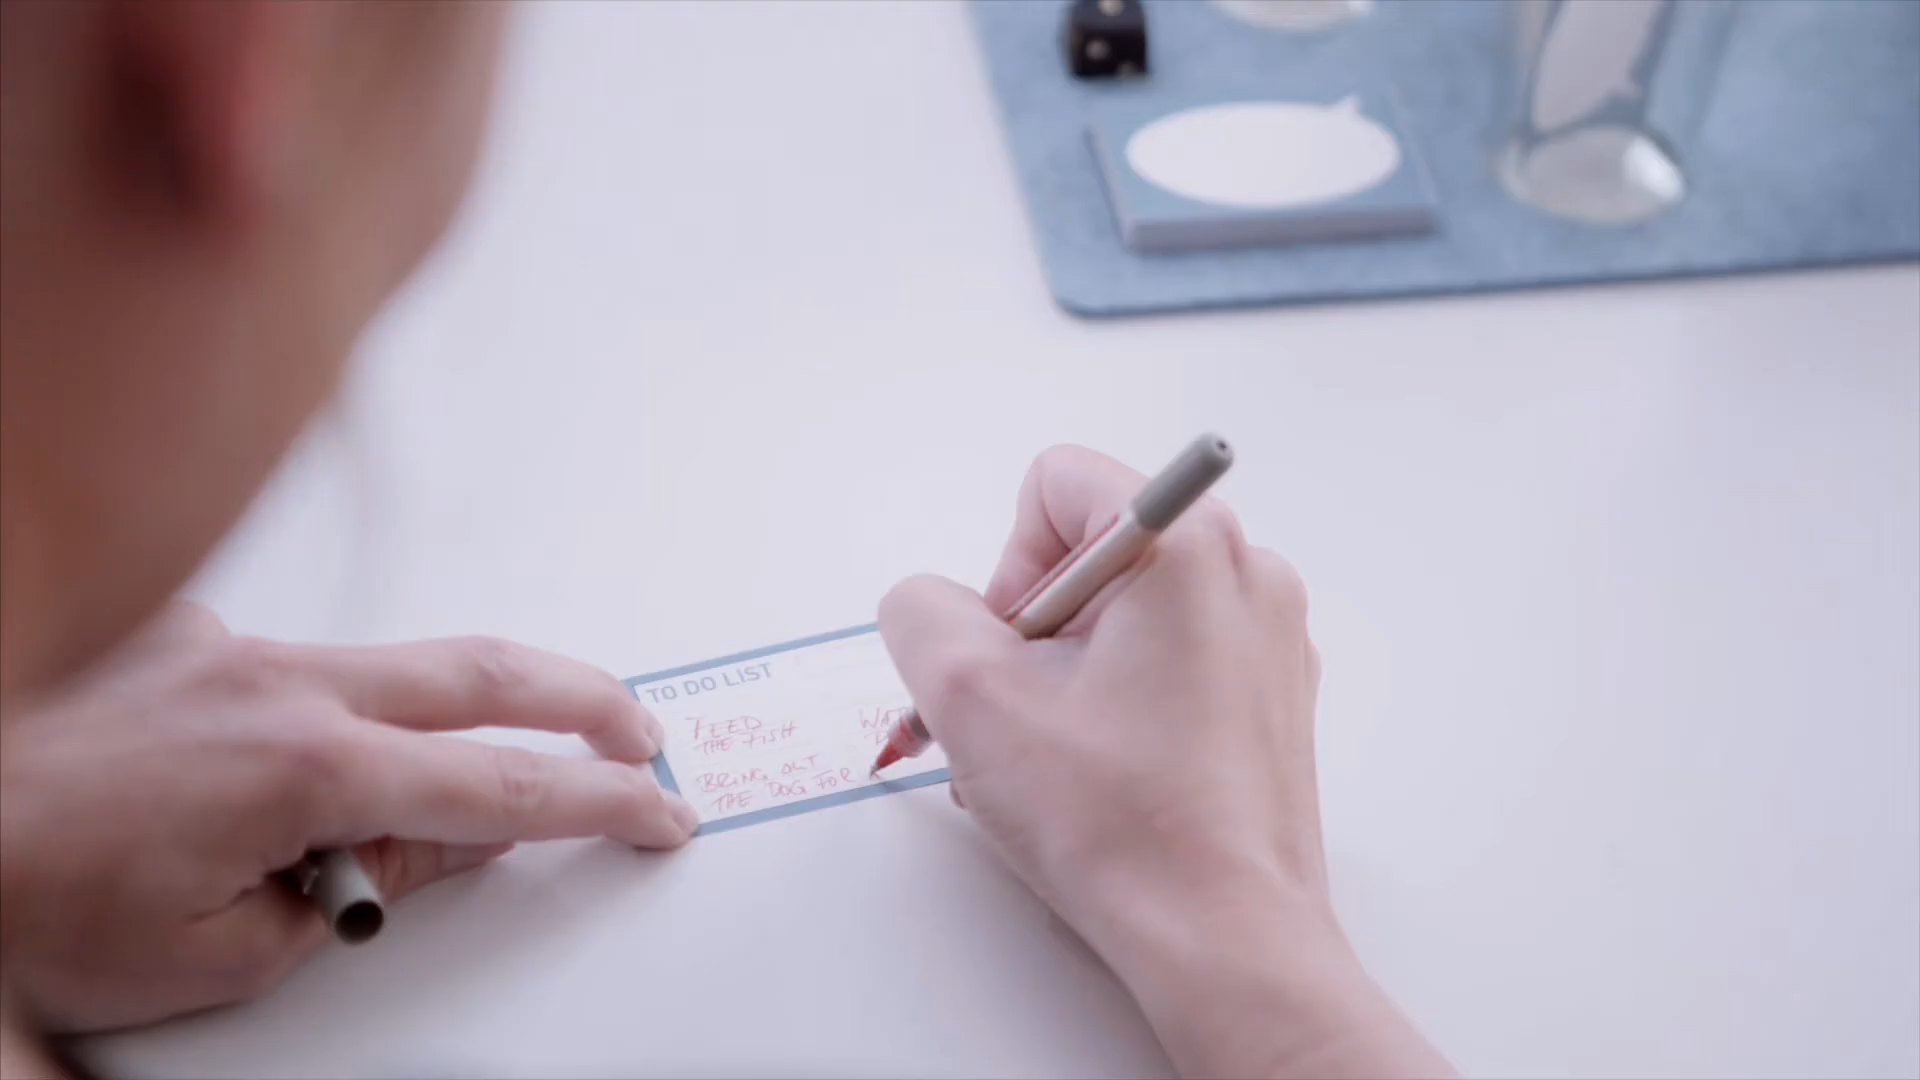 TO DO LIST
FEED
THE FISH
BRING OUT
THE DOG FOR